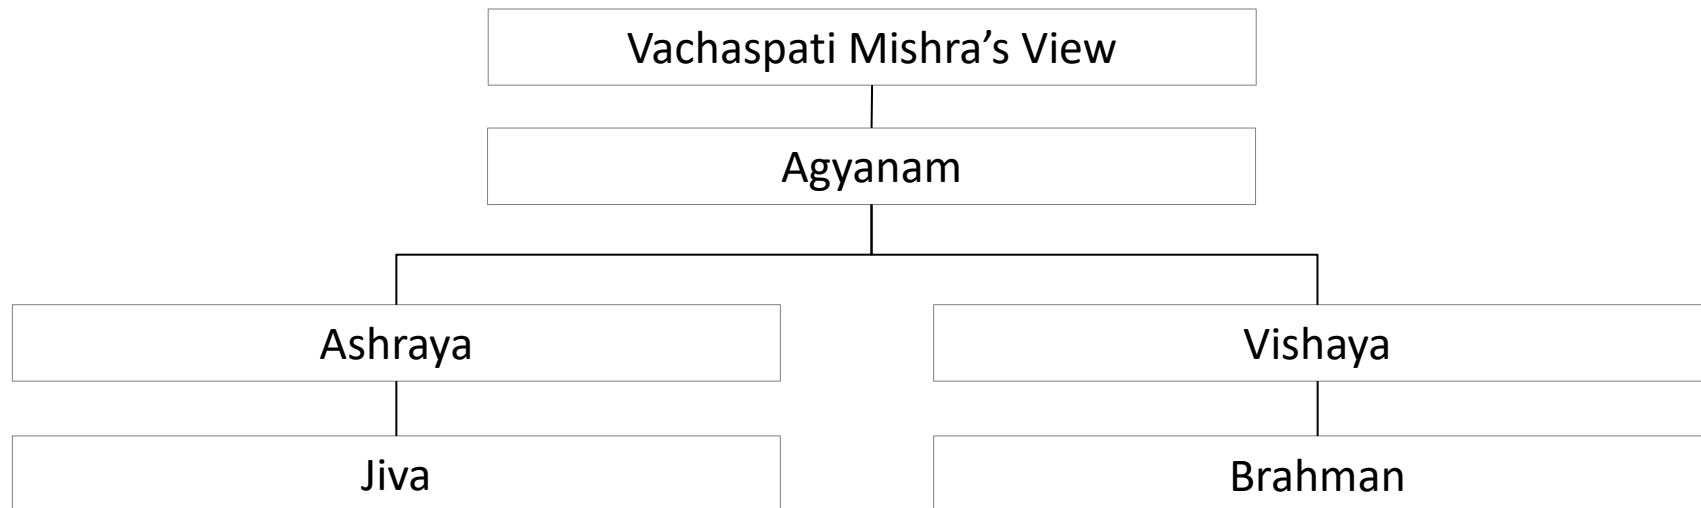 Vachaspati Mishra’s View
Agyanam
Ashraya
Vishaya
Jiva
Brahman